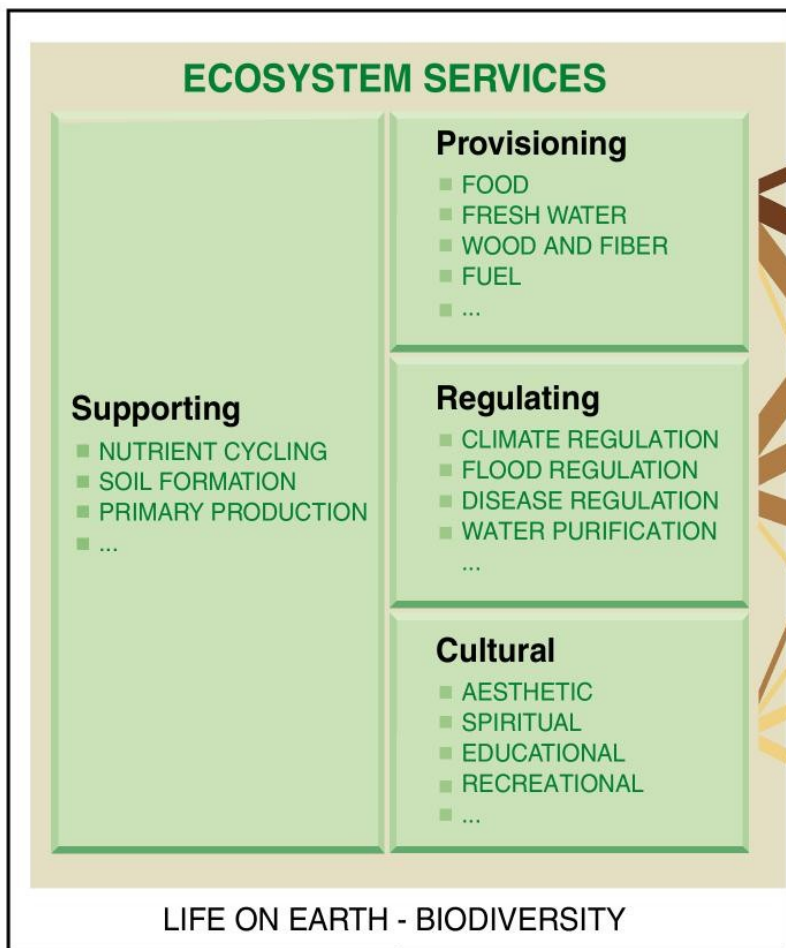 ECOSYSTEM SERVICES
Supporting
NUTRIENT CYCLING
SOIL FORMATION
PRIMARY PRODUCTION
...
Provisioning
FOOD
FRESH WATER
WOOD AND FIBER
FUEL
...
Regulating
CLIMATE REGULATION
FLOOD REGULATION
DISEASE REGULATION
WATER PURIFICATION
...
Cultural
AESTHETIC
SPIRITUAL
EDUCATIONAL
RECREATIONAL
...
LIFE ON EARTH - BIODIVERSITY